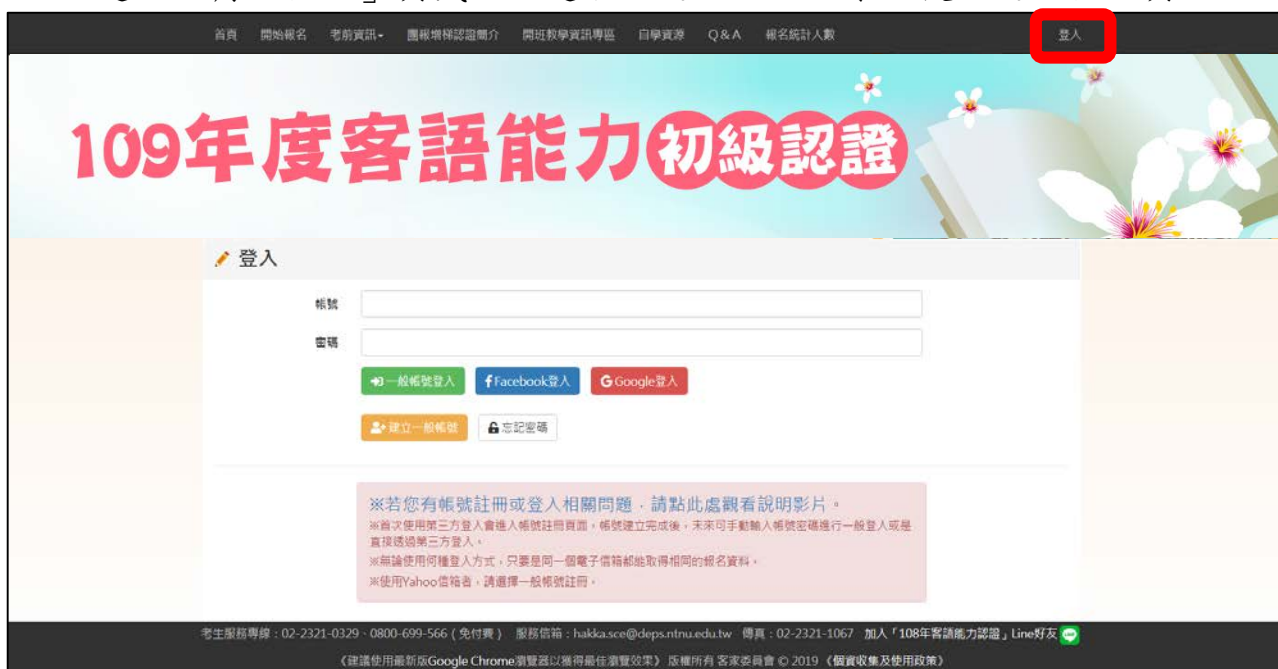 首頁 開始報名 考前資訊 團報增梯認證簡介 開班教學資訊專區 自學資源 Q&A 報名統計人數 登入
109年度客語能力初級認證
登入
帳號
密碼
一般帳號登入 Facebook登入 Google登入
建立一般帳號 忘記密碼
※若您有帳號註冊或登入相關問題，請點此處觀看說明影片。
※首次使用第三方登入會進入帳號註冊頁面，帳號建立完成後，未來可手動輸入帳號密碼進行一般登入或是
直接透過第三方登入。
※無論使用何種登入方式，只要是同一個電子信箱都能取得相同的報名資料。
※使用Yahoo信箱者，請選擇一般帳號註冊。
考生服務專線：02-2321-0329、0800-699-566 ( 免付費 ) 服務信箱：hakka.sce@deps.ntnu.edu.tw 傳真：02-2321-1067 加入「108年客語能力認證」Line好友
《建議使用最新版Google Chrome瀏覽器以獲得最佳瀏覽效果》 版權所有 客家委員會 © 2019 《個資收集及使用政策》